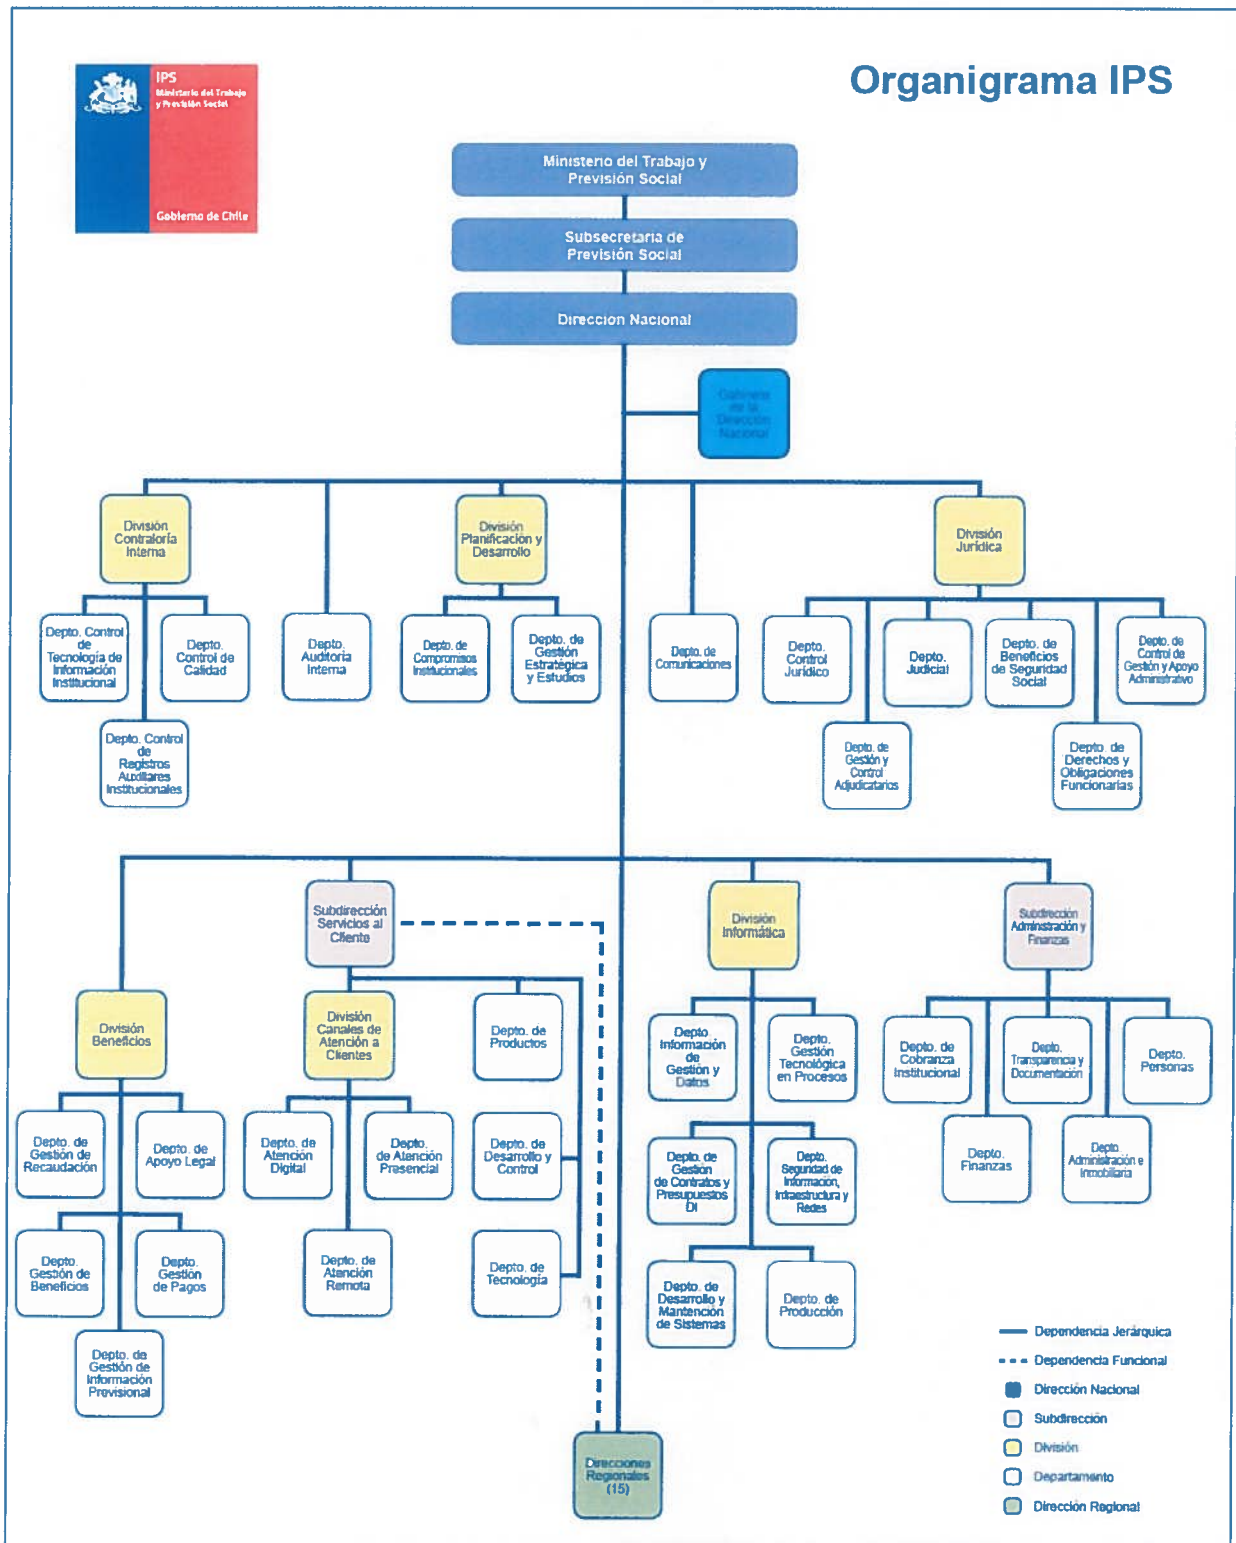 IPS
Ministerio del Trabajo
y Previsión Social
Gobierno de Chile
Organigrama IPS
Ministerio del Trabajo y
Previsión Social
Subsecretaría de
Previsión Social
Dirección Nacional
Gabinete
de la
Dirección
Nacional
División
Contraloría
Interna
División
Planificación y
Desarrollo
División
Jurídica
Depto. Control
de
Tecnología de
Información
Institucional
Depto.
Control de
Calidad
Depto.
Auditoría
Interna
Depto. de
Compromisos
Institucionales
Depto. de
Gestión
Estratégica
y Estudios
Depto. de
Comunicaciones
Depto.
Control
Jurídico
Depto.
Judicial
Depto. de
Beneficios
de Seguridad
Social
Depto. de
Control de
Gestión y Apoyo
Administrativo
Depto. Control
de
Registros
Auxiliares
Institucionales
Depto. de
Gestión y
Control
Adjudicatarios
Depto. de
Derechos y
Obligaciones
Funcionarias
Subdirección
Servicios al
Cliente
División
Informática
Subdirección
Administración y
Finanzas
División
Beneficios
División
Canales de
Atención a
Clientes
Depto. de
Productos
Depto.
Información
de
Gestión y
Datos
Depto.
Gestión
Tecnológica
en Procesos
Depto. de
Cobranza
Institucional
Depto.
Transparencia y
Documentación
Depto.
Personas
Depto. de
Gestión de
Recaudación
Depto. de
Apoyo Legal
Depto. de
Atención
Digital
Depto.
de Atención
Presencial
Depto. de
Desarrollo y
Control
Depto. de
Gestión
de Contratos y
Presupuestos
DI
Depto.
Seguridad de
Información,
Infraestructura y
Redes
Depto.
Finanzas
Depto.
Administración e
Inmobiliaria
Depto.
Gestión de
Beneficios
Depto.
Gestión
de Pagos
Depto. de
Atención
Remota
Depto. de
Tecnología
Depto. de
Desarrollo y
Mantención
de Sistemas
Depto. de
Producción
Depto. de
Gestión de
Información
Previsional
Direcciones
Regionales
(15)
Dependencia Jerárquica
Dependencia Funcional
Dirección Nacional
Subdirección
División
Departamento
Dirección Regional